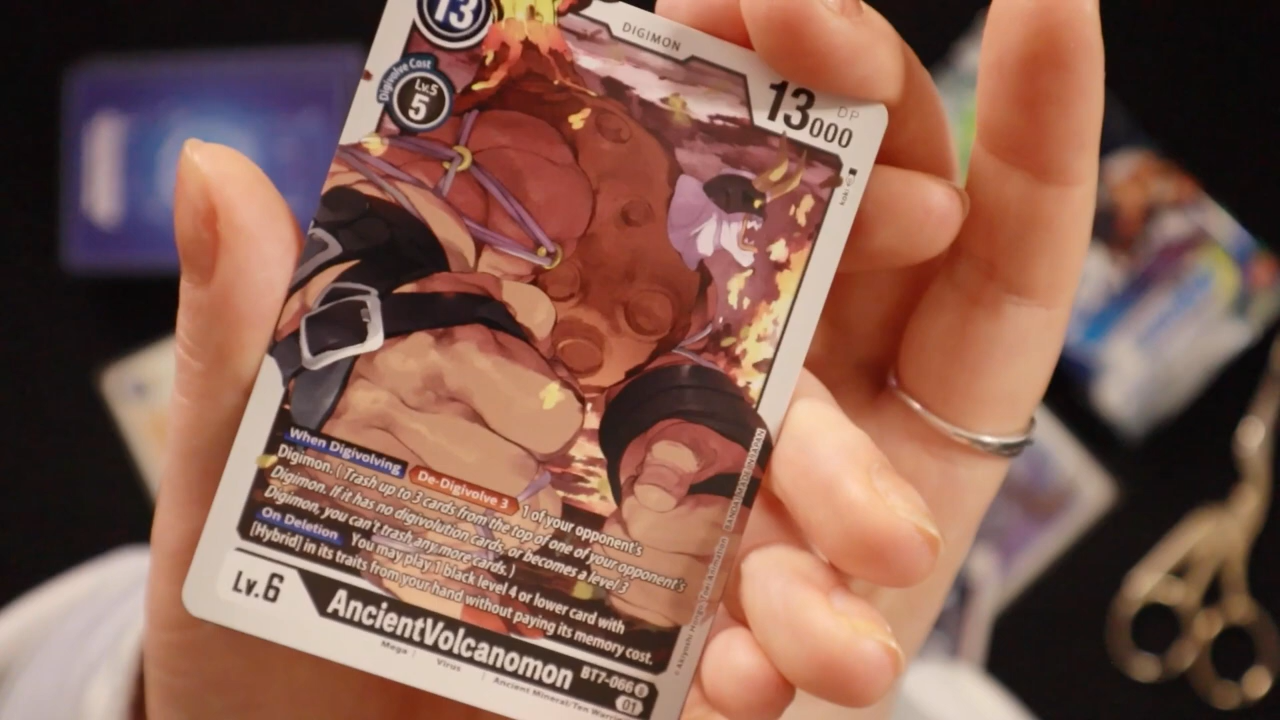 13
DIGIMON
Digivolve Cost
Lv.5
5
13000
DP
When Digivolving De-Digivolve 3 1 of your opponent's
Digimon. (Trash up to 3 cards from the top of one of your opponent's
Digimon. If it has no digivolution cards, or becomes a level 3
Digimon, you can't trash any more cards.)
On Deletion You may play 1 black level 4 or lower card with
[Hybrid] in its traits from your hand without paying its memory cost.
Lv.6
AncientVolcanomon
BT7-066
01
Mega
Virus
Ancient Mineral/Ten